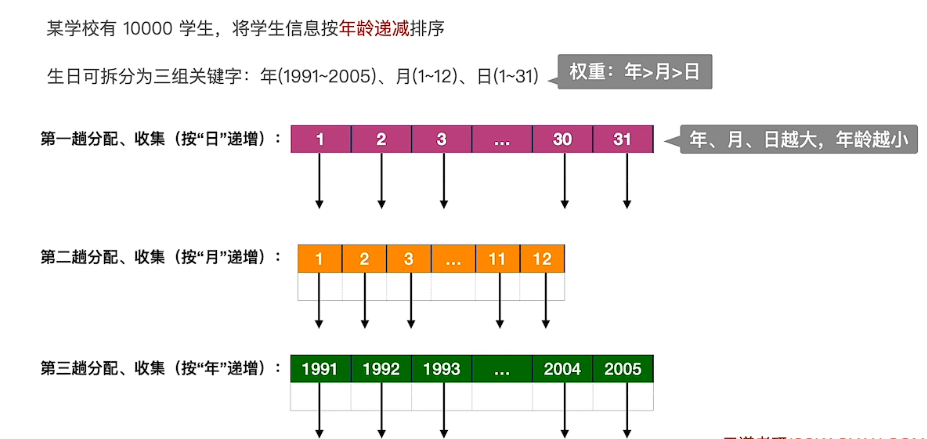 某学校有 10000 学生，将学生信息按年龄递减排序
生日可拆分为三组关键字：年(1991~2005)、月(1~12)、日(1~31)
权重：年>月>日
第一趟分配、收集（按“日”递增）：
1 2 3 ... 30 31
年、月、日越大，年龄越小
第二趟分配、收集（按“月”递增）：
1 2 3 ... 11 12
第三趟分配、收集（按“年”递增）：
1991 1992 1993 ... 2004 2005